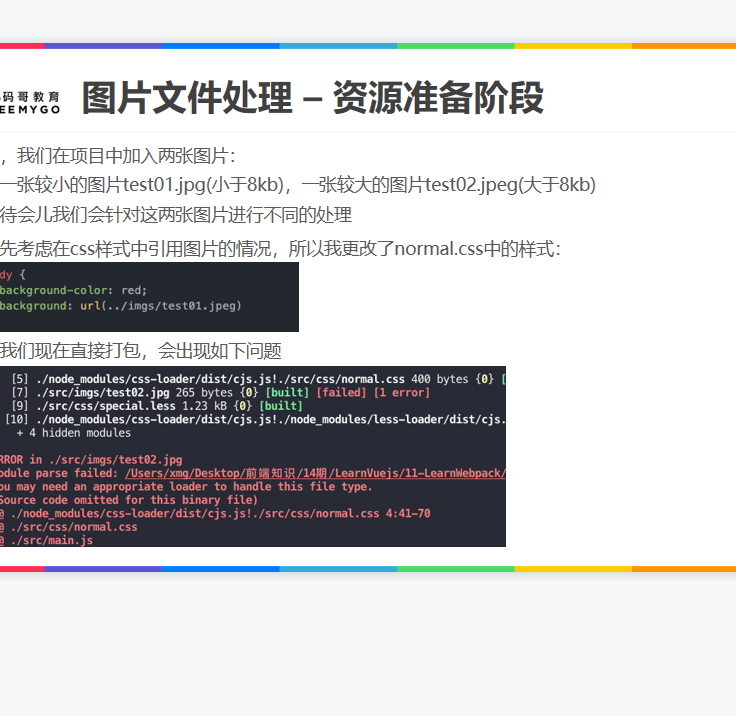 码哥教育
EEMYGO
图片文件处理 – 资源准备阶段
，我们在项目中加入两张图片：
一张较小的图片test01.jpg(小于8kb)，一张较大的图片test02.jpeg(大于8kb)
待会儿我们会针对这两张图片进行不同的处理
先考虑在css样式中引用图片的情况，所以我更改了normal.css中的样式：
dy {
background-color: red;
background: url(../imgs/test01.jpeg)
我们现在直接打包，会出现如下问题
[5] ./node_modules/css-loader/dist/cjs.js!./src/css/normal.css 400 bytes {0} [
[7] ./src/imgs/test02.jpg 265 bytes {0} [built] [failed] [1 error]
[9] ./src/css/special.less 1.23 kB {0} [built]
[10] ./node_modules/css-loader/dist/cjs.js!./node_modules/less-loader/dist/cjs.
+ 4 hidden modules
RROR in ./src/imgs/test02.jpg
odule parse failed: /Users/xmg/Desktop/前端知识/14期/LearnVuejs/11-LearnWebpack/
ou may need an appropriate loader to handle this file type.
Source code omitted for this binary file)
@ ./node_modules/css-loader/dist/cjs.js!./src/css/normal.css 4:41-70
@ ./src/css/normal.css
@ ./src/main.js